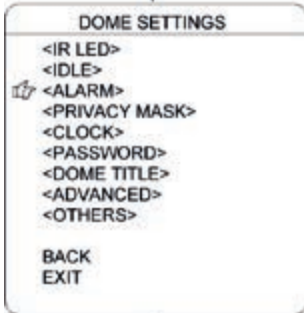 DOME SETTINGS
<IR LED>
<IDLE>
<ALARM>
<PRIVACY MASK>
<CLOCK>
<PASSWORD>
<DOME TITLE>
<ADVANCED>
<OTHERS>
BACK
EXIT